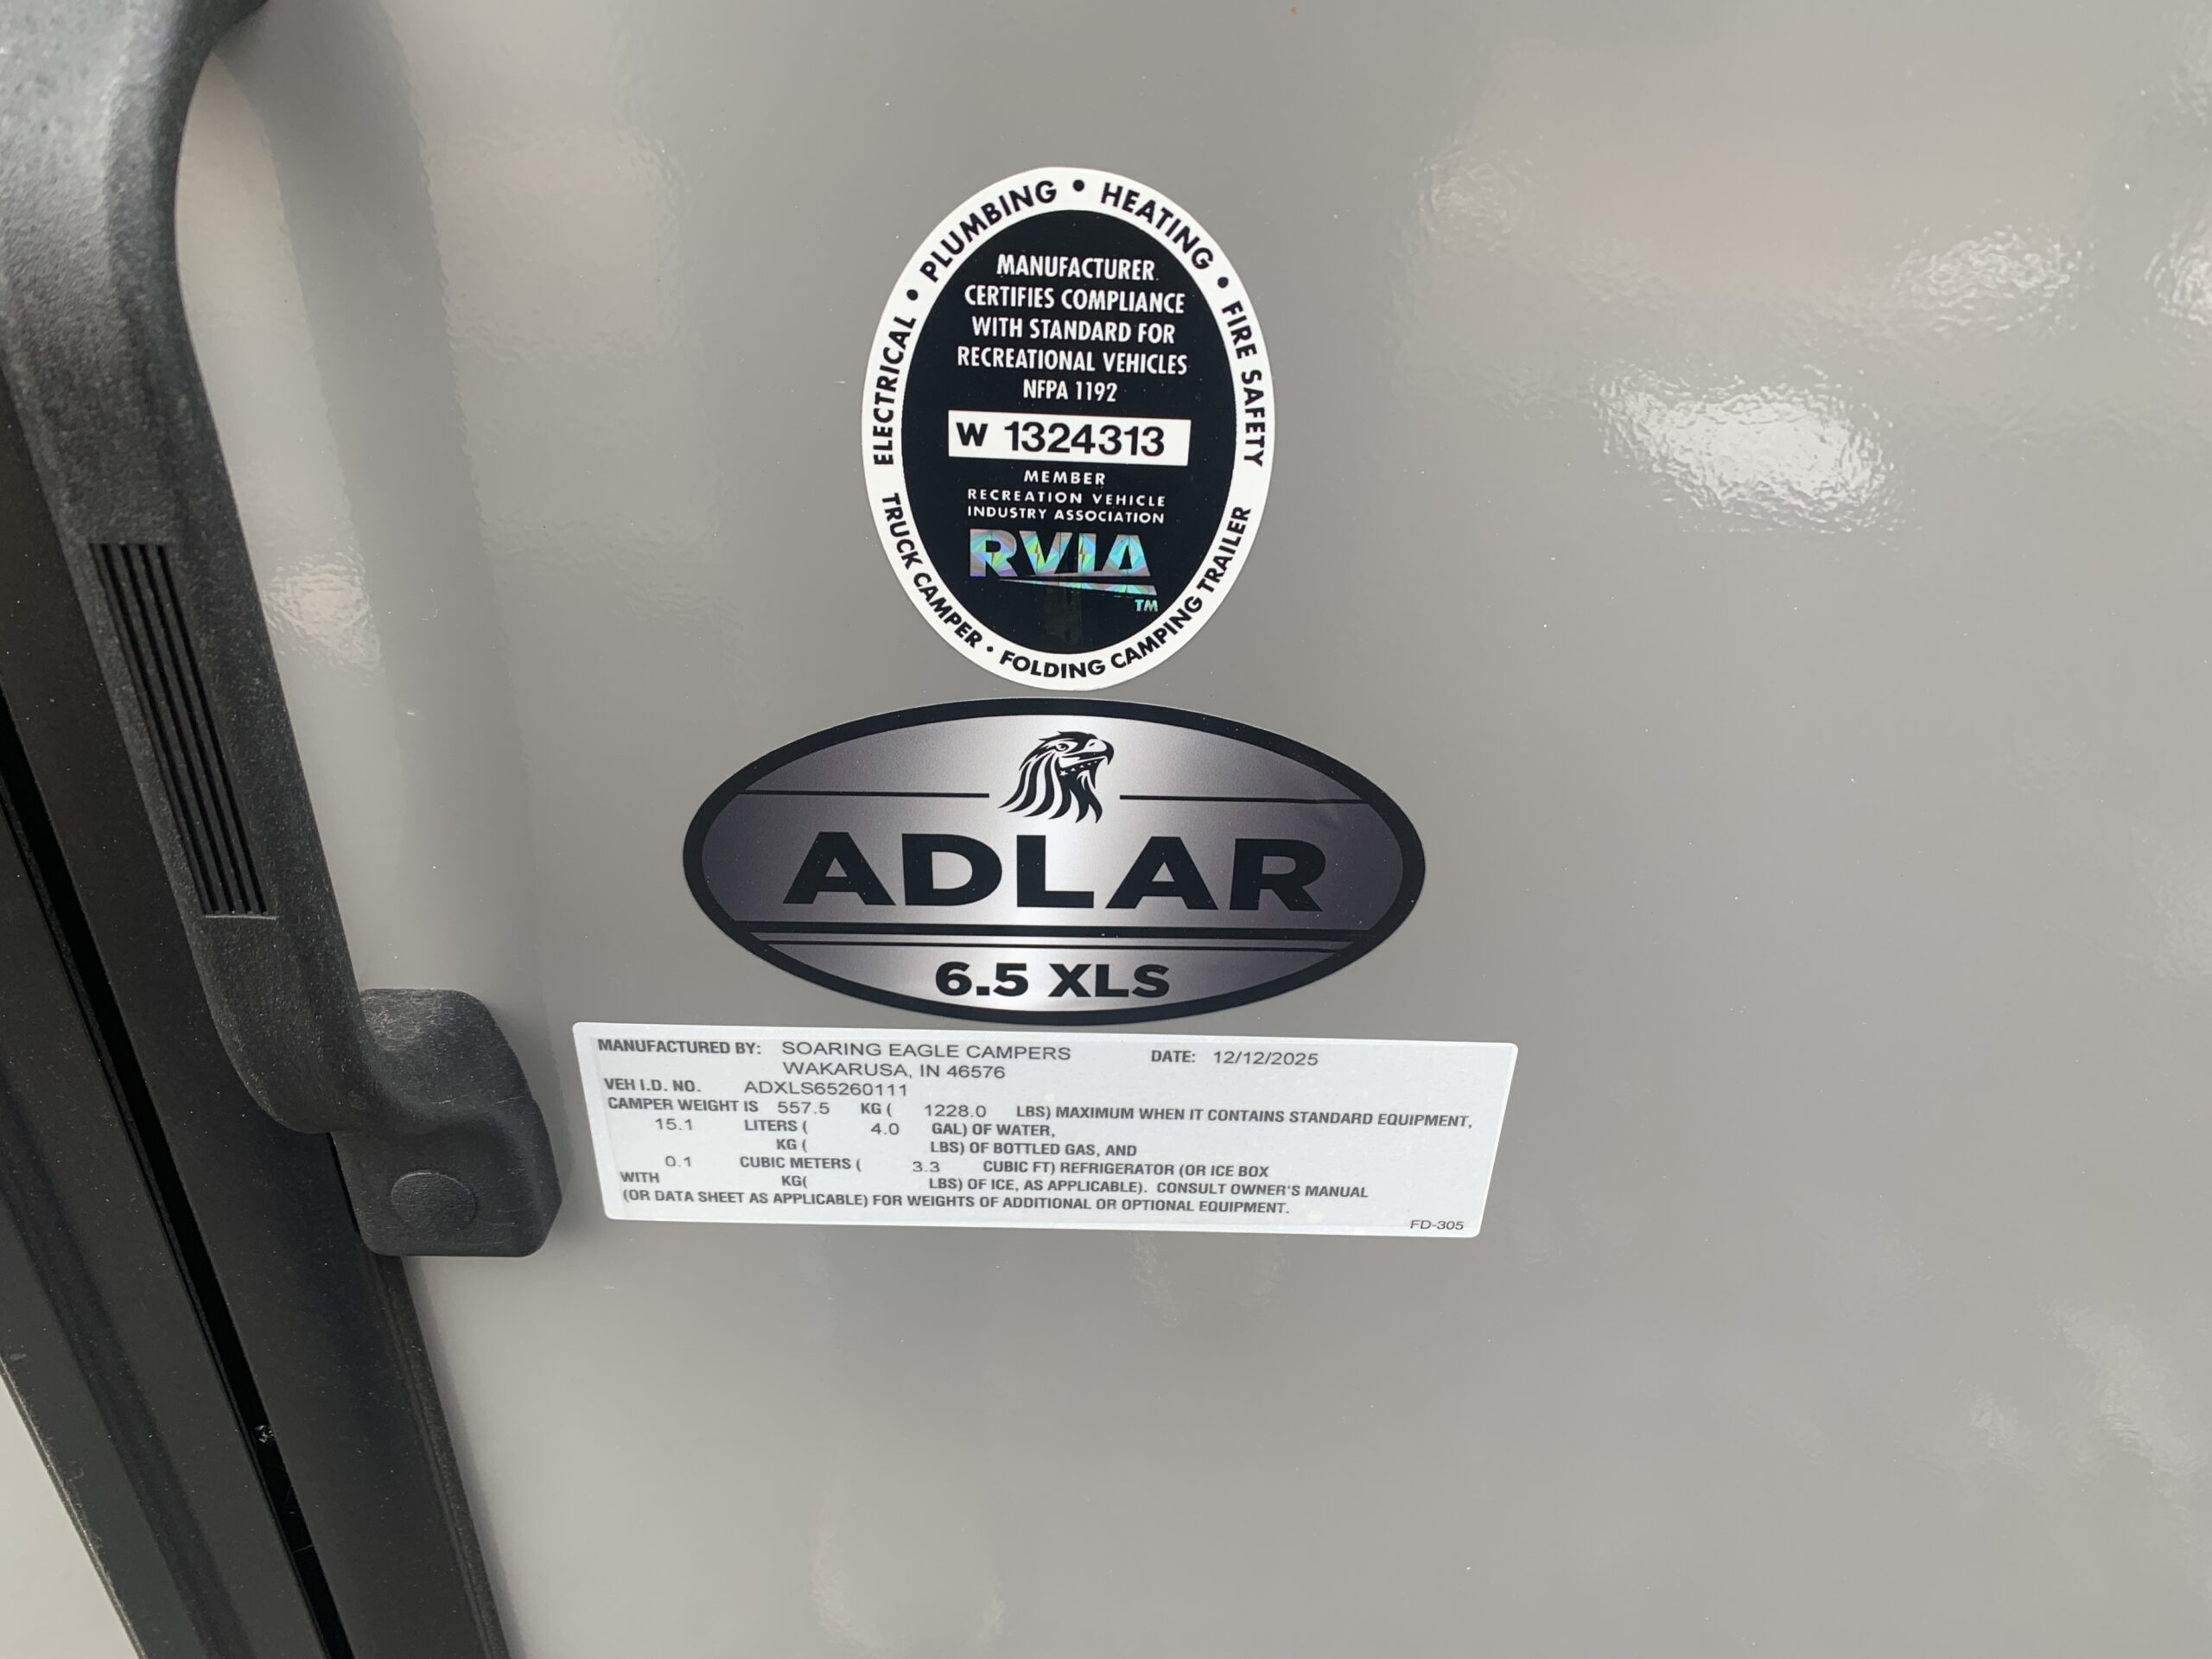 ELECTRICAL • PLUMBING • HEATING • FIRE SAFETY
MANUFACTURER
CERTIFIES COMPLIANCE
WITH STANDARD FOR
RECREATIONAL VEHICLES
NFPA 1192
W 1324313
MEMBER
RECREATION VEHICLE
INDUSTRY ASSOCIATION
RVIA
TM
TRUCK CAMPER • FOLDING CAMPING TRAILER
ADLAR
6.5 XLS
MANUFACTURED BY: SOARING EAGLE CAMPERS DATE: 12/12/2025
WAKARUSA, IN 46576
VEH I.D. NO. ADXLS65260111
CAMPER WEIGHT IS 557.5 KG ( 1228.0 LBS) MAXIMUM WHEN IT CONTAINS STANDARD EQUIPMENT,
15.1 LITERS ( 4.0 GAL) OF WATER,
KG ( LBS) OF BOTTLED GAS, AND
0.1 CUBIC METERS ( 3.3 CUBIC FT) REFRIGERATOR (OR ICE BOX
WITH KG( LBS) OF ICE, AS APPLICABLE). CONSULT OWNER'S MANUAL
(OR DATA SHEET AS APPLICABLE) FOR WEIGHTS OF ADDITIONAL OR OPTIONAL EQUIPMENT.
FD-305